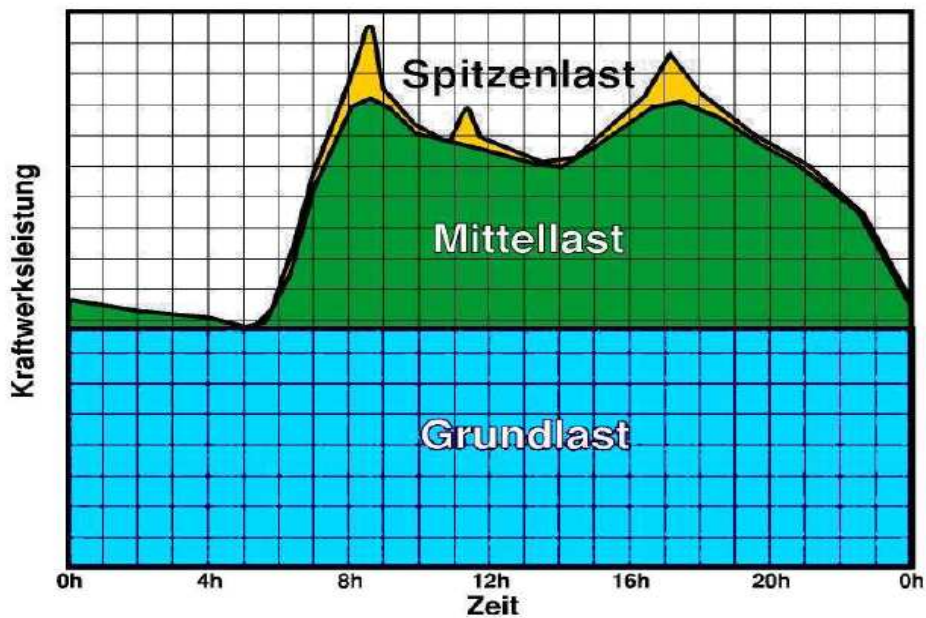 Spitzenlast
Kraftwerksleistung
Mittellast
Grundlast
0h 4h 8h 12h 16h 20h 0h
Zeit